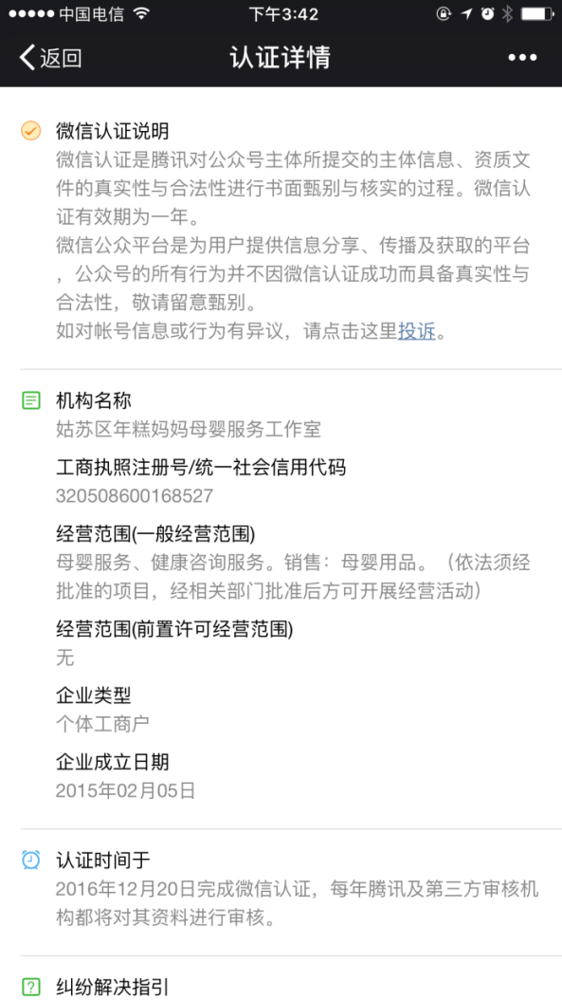 中国电信 下午3:42
返回 认证详情
微信认证说明
微信认证是腾讯对公众号主体所提交的主体信息、资质文
件的真实性与合法性进行书面甄别与核实的过程。微信认
证有效期为一年。
微信公众平台是为用户提供信息分享、传播及获取的平台
，公众号的所有行为并不因微信认证成功而具备真实性与
合法性，敬请留意甄别。
如对帐号信息或行为有异议，请点击这里投诉。
机构名称
姑苏区年糕妈妈母婴服务工作室
工商执照注册号/统一社会信用代码
320508600168527
经营范围(一般经营范围)
母婴服务、健康咨询服务。销售：母婴用品。（依法须经
批准的项目，经相关部门批准后方可开展经营活动）
经营范围(前置许可经营范围)
无
企业类型
个体工商户
企业成立日期
2015年02月05日
认证时间于
2016年12月20日完成微信认证，每年腾讯及第三方审核机
构都将对其资料进行审核。
纠纷解决指引